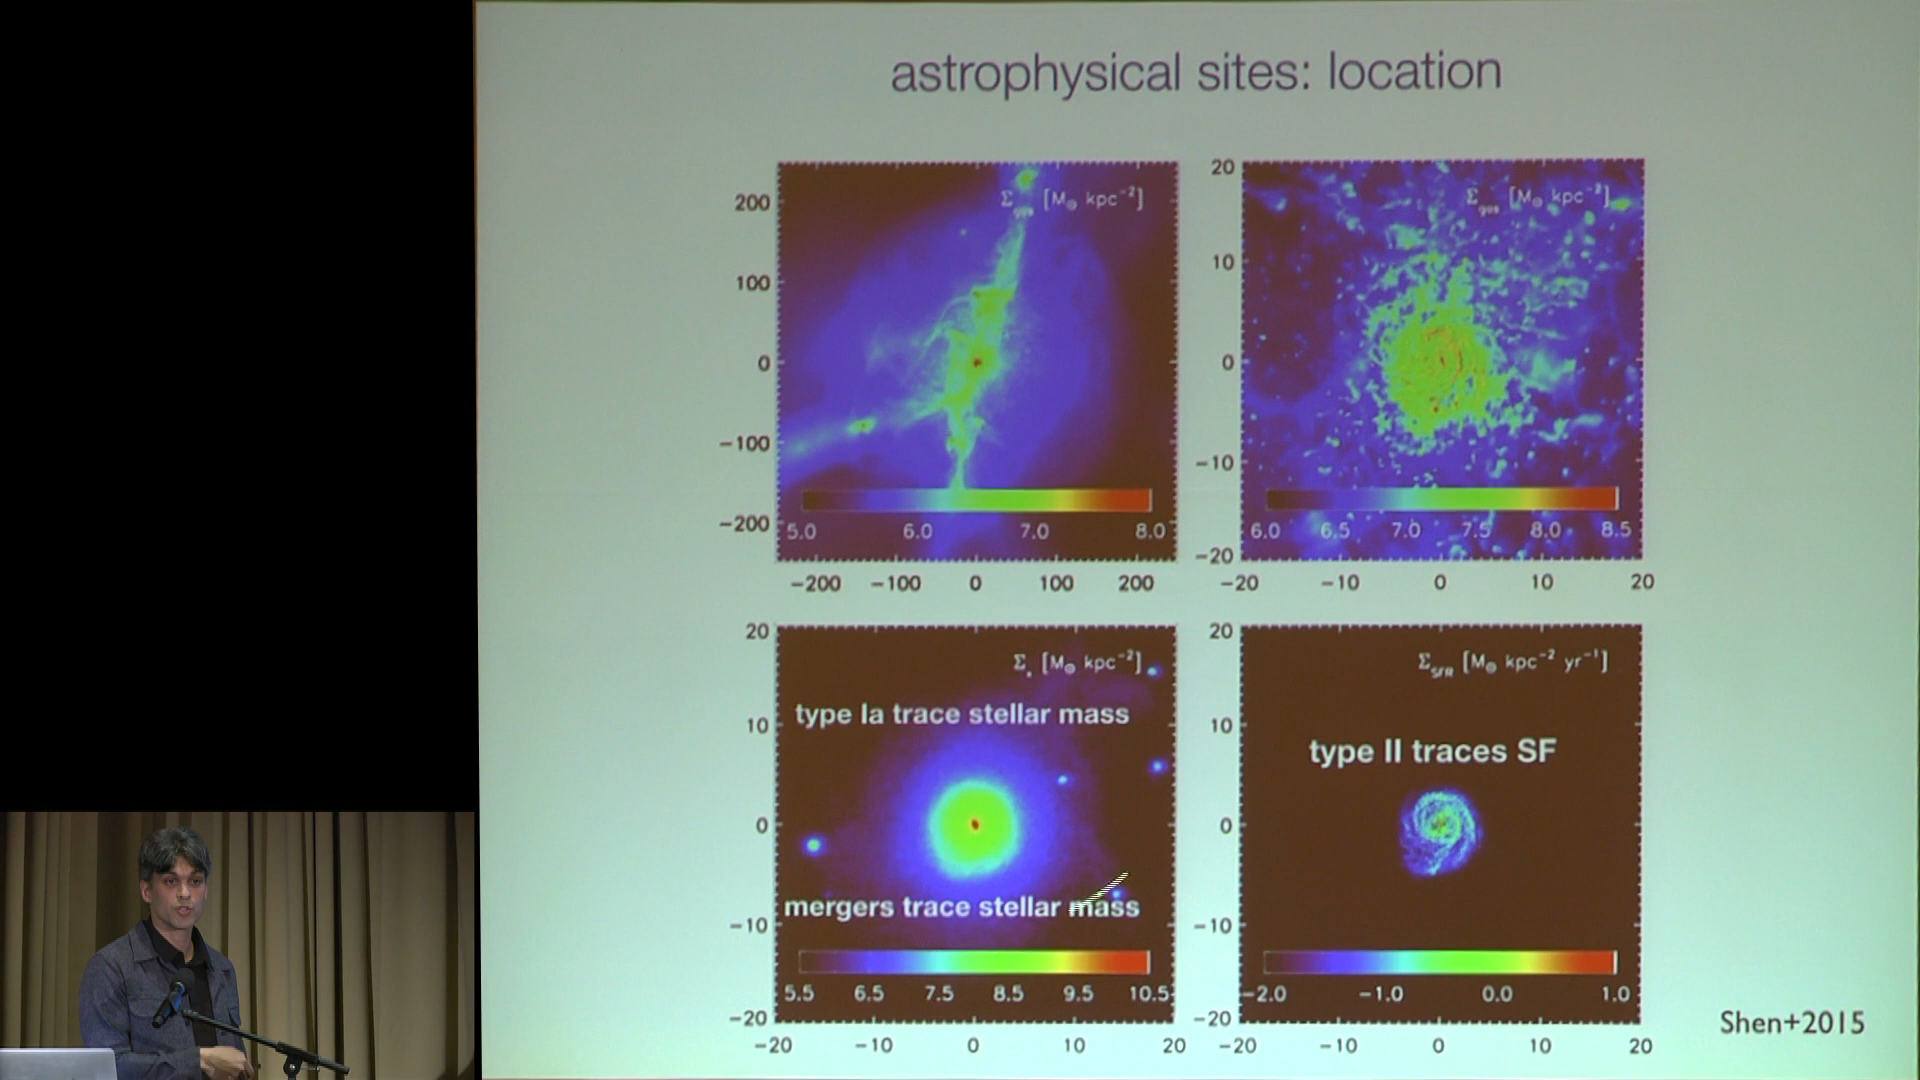 astrophysical sites: location
Σgas [M⊙ kpc⁻²]
200
100
0
−100
−200
5.0 6.0 7.0 8.0
−200 −100 0 100 200
Σgas [M⊙ kpc⁻²]
20
10
0
−10
−20
6.0 6.5 7.0 7.5 8.0 8.5
−20 −10 0 10 20
Σ* [M⊙ kpc⁻²]
type Ia trace stellar mass
mergers trace stellar mass
20
10
0
−10
−20
5.5 6.5 7.5 8.5 9.5 10.5
−20 −10 0 10 20
ΣSFR [M⊙ kpc⁻² yr⁻¹]
type II traces SF
20
10
0
−10
−20
−2.0 −1.0 0.0 1.0
−20 −10 0 10 20
Shen+2015